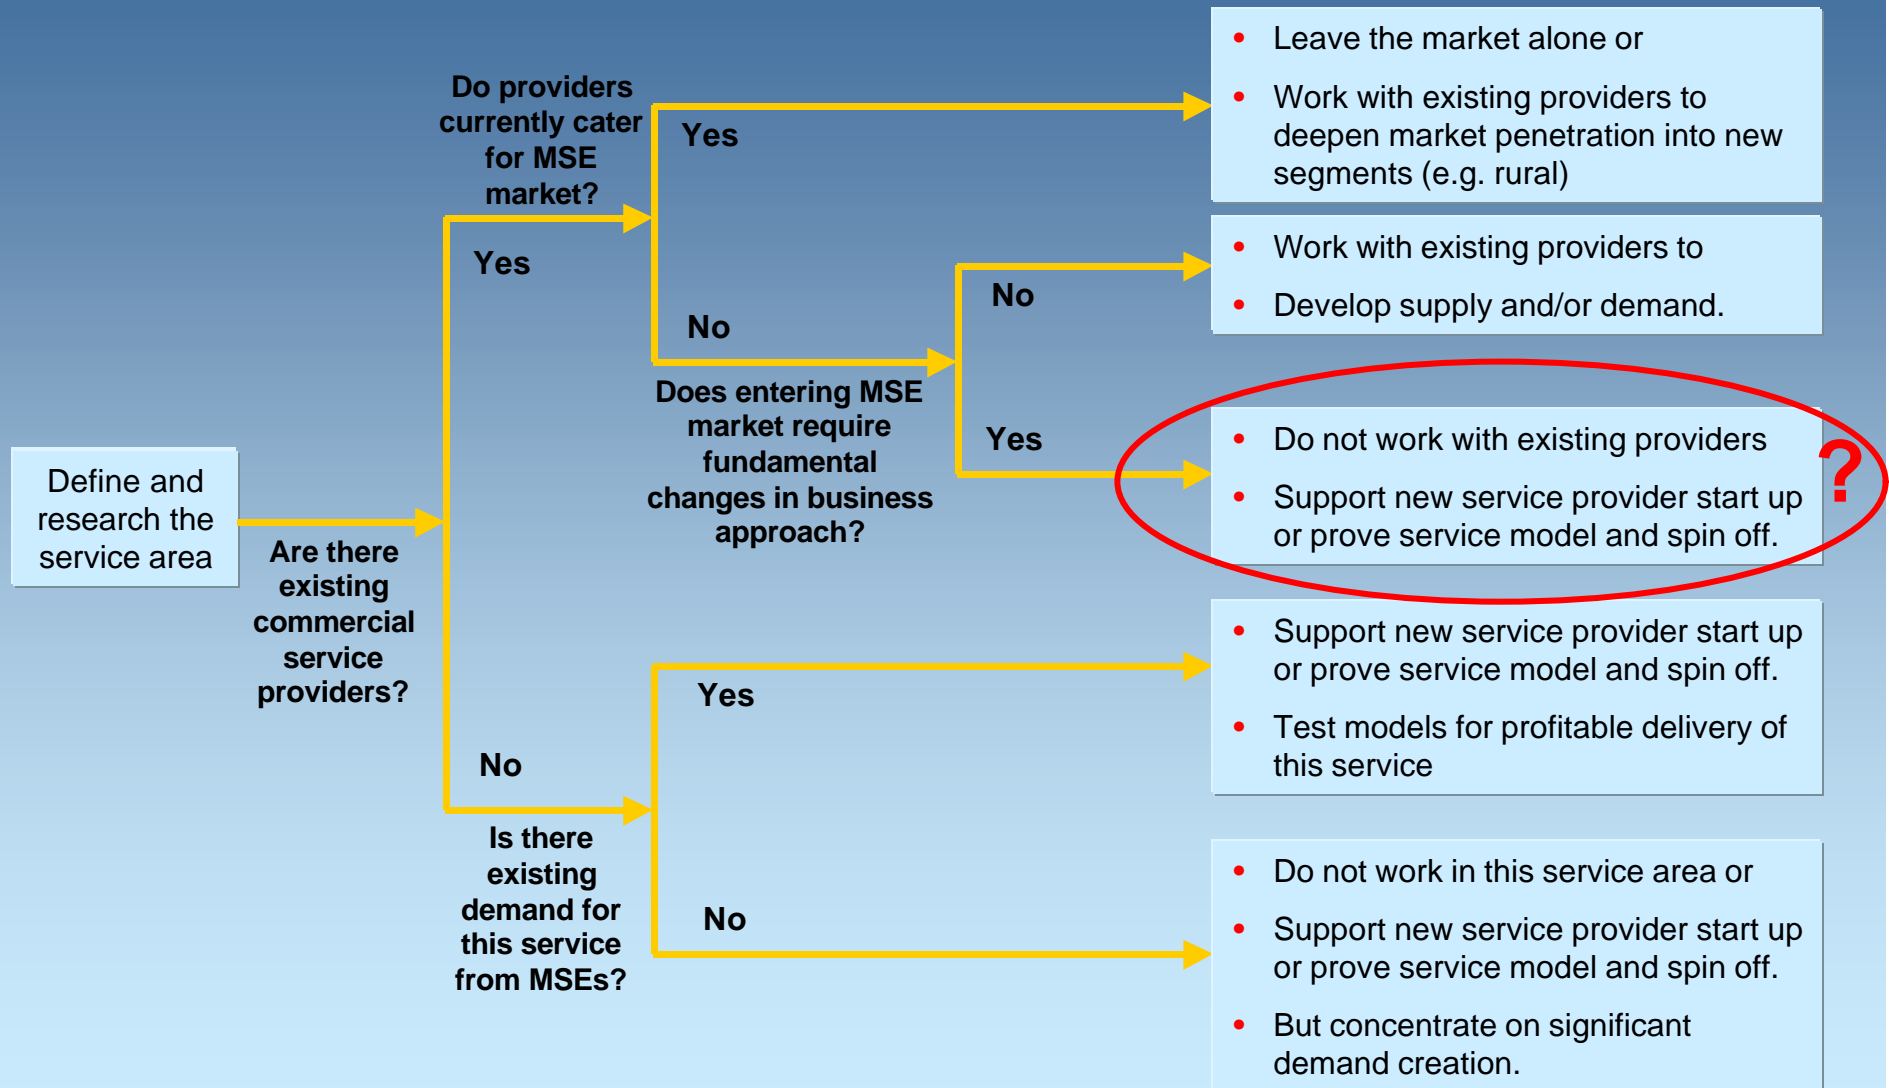 Define and
research the
service area
Are there
existing
commercial
service
providers?
Yes
No
Do providers
currently cater
for MSE
market?
Yes
No
Does entering MSE
market require
fundamental
changes in business
approach?
No
Yes
Is there
existing
demand for
this service
from MSEs?
Yes
No
• Leave the market alone or
• Work with existing providers to
deepen market penetration into new
segments (e.g. rural)
• Work with existing providers to
• Develop supply and/or demand.
• Do not work with existing providers
• Support new service provider start up
or prove service model and spin off.
?
• Support new service provider start up
or prove service model and spin off.
• Test models for profitable delivery of
this service
• Do not work in this service area or
• Support new service provider start up
or prove service model and spin off.
• But concentrate on significant
demand creation.